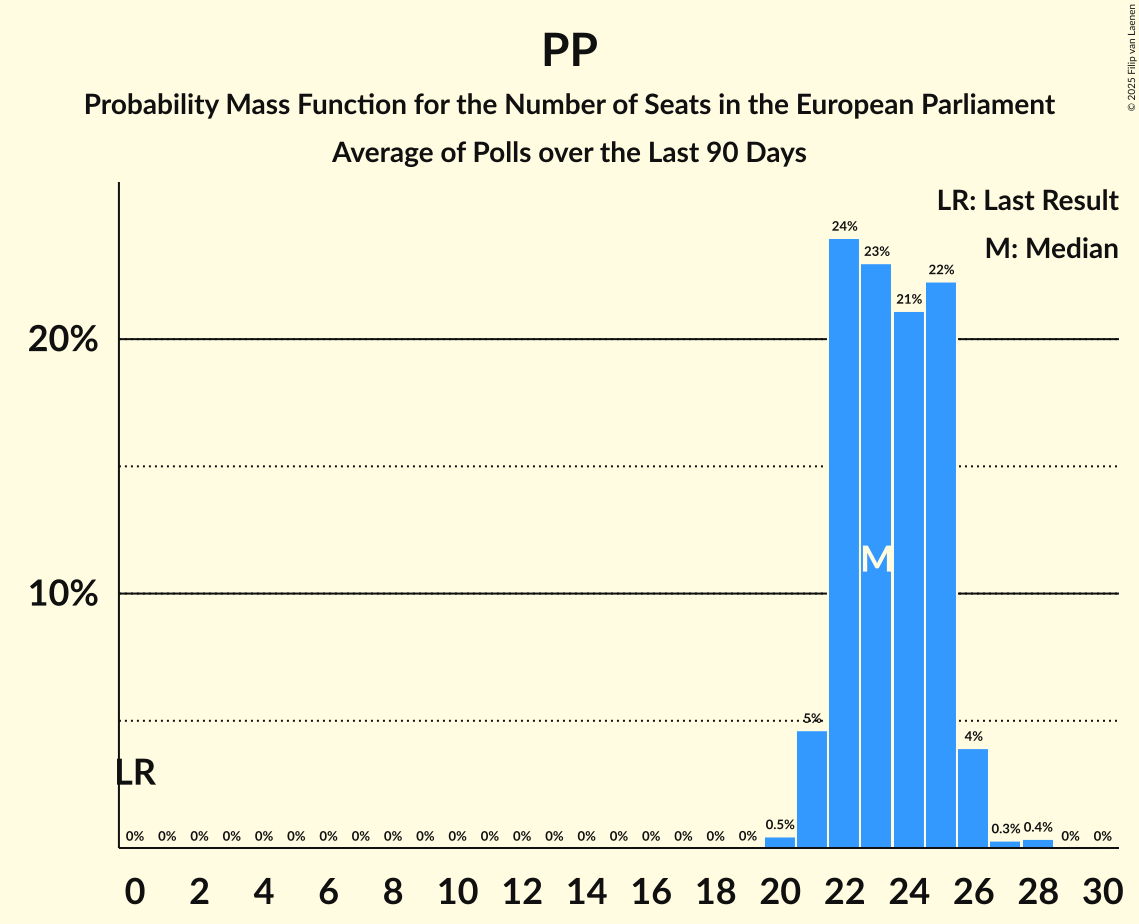 PP
Probability Mass Function for the Number of Seats in the European Parliament
Average of Polls over the Last 90 Days
© 2025 Filip van Laenen
LR: Last Result
M: Median
24%
23%
21%
22%
20%
M
10%
5%
4%
LR
0% 0% 0% 0% 0% 0% 0% 0% 0% 0% 0% 0% 0% 0% 0% 0% 0% 0% 0% 0% 0.5% 0.3% 0.4% 0% 0%
0 2 4 6 8 10 12 14 16 18 20 22 24 26 28 30